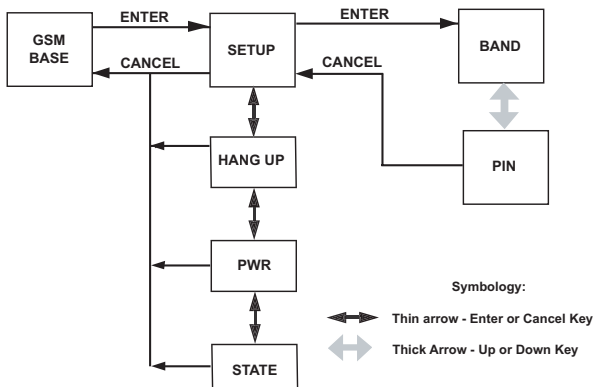 ENTER
ENTER
GSM
BASE
SETUP
BAND
CANCEL
CANCEL
HANG UP
PIN
PWR
Symbology:
Thin arrow - Enter or Cancel Key
Thick Arrow - Up or Down Key
STATE